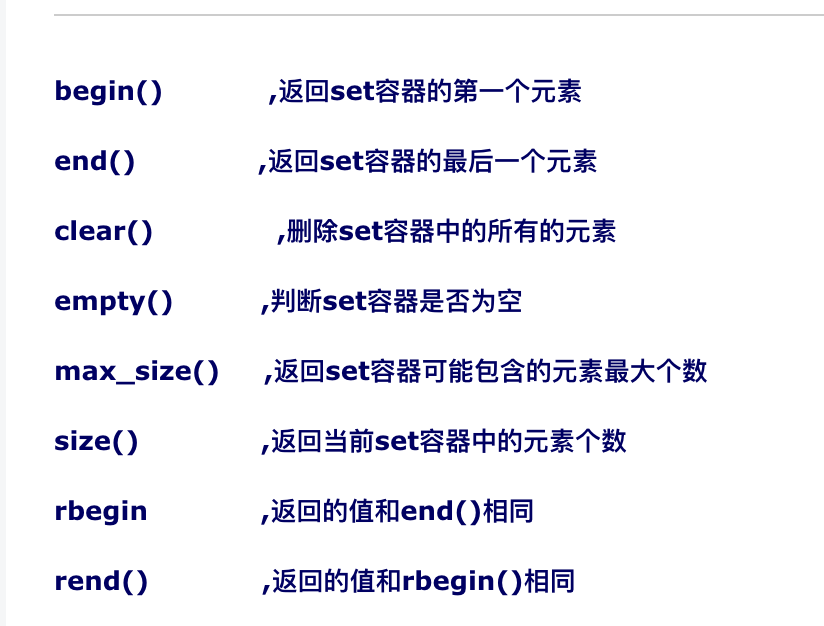 begin() ,返回set容器的第一个元素
end() ,返回set容器的最后一个元素
clear() ,删除set容器中的所有的元素
empty() ,判断set容器是否为空
max_size() ,返回set容器可能包含的元素最大个数
size() ,返回当前set容器中的元素个数
rbegin ,返回的值和end()相同
rend() ,返回的值和rbegin()相同